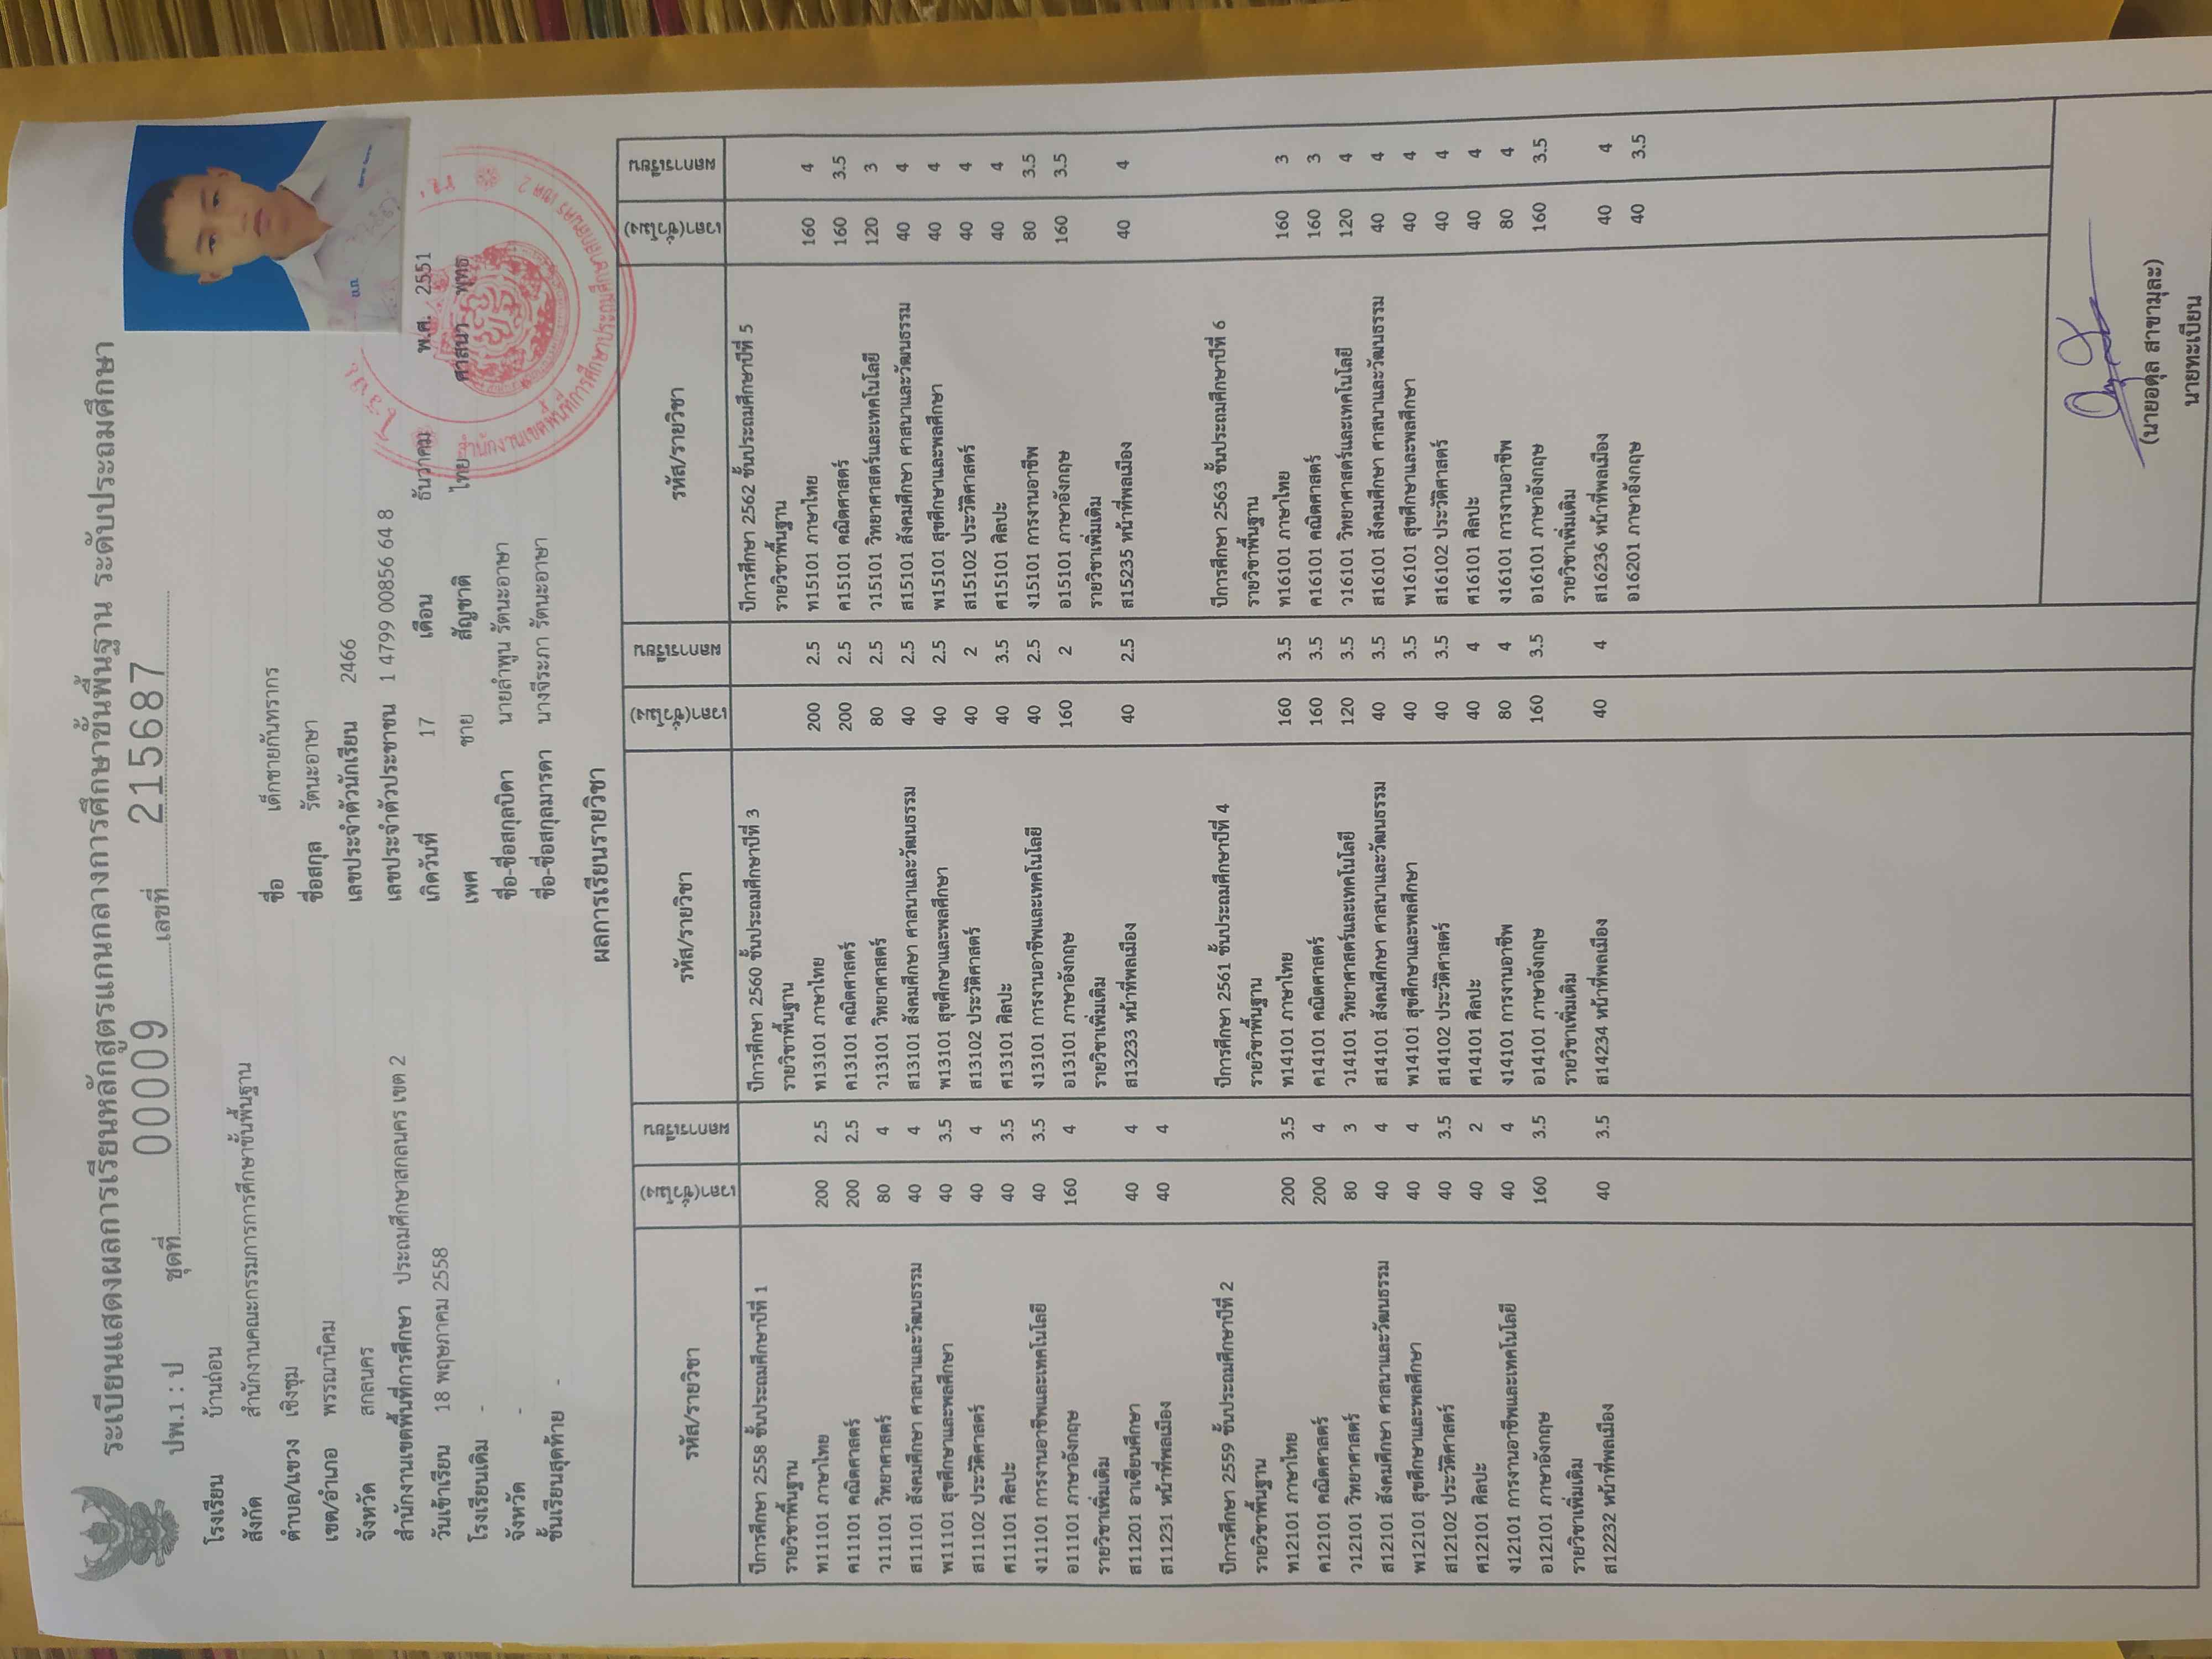 ระเบียนแสดงผลการเรียนหลักสูตรแกนกลางการศึกษาขั้นพื้นฐาน ระดับประถมศึกษา
ปพ.1 : ป ชุดที่ 00009 เลขที่ 215687
โรงเรียน บ้านถ่อน
สังกัด สำนักงานคณะกรรมการการศึกษาขั้นพื้นฐาน
ตำบล/แขวง เชิงชุม
เขต/อำเภอ พรรณานิคม
จังหวัด สกลนคร
สำนักงานเขตพื้นที่การศึกษา ประถมศึกษาสกลนคร เขต 2
วันเข้าเรียน 18 พฤษภาคม 2558
โรงเรียนเดิม -
จังหวัด -
ชั้นเรียนสุดท้าย -
ชื่อ เด็กชายกันทรากร
ชื่อสกุล รัตนะอาษา
เลขประจำตัวนักเรียน 2466
เลขประจำตัวประชาชน 1 4799 00856 64 8
เกิดวันที่ 17 เดือน ธันวาคม พ.ศ. 2551
เพศ ชาย สัญชาติ ไทย ศาสนา พุทธ
ชื่อ-ชื่อสกุลบิดา นายลำพูน รัตนะอาษา
ชื่อ-ชื่อสกุลมารดา นางจีระภา รัตนะอาษา
สำนักงานเขตพื้นที่การศึกษาประถมศึกษาสกลนคร เขต 2
ผลการเรียนรายวิชา
รหัส/รายวิชา เวลา(ชั่วโมง) ผลการเรียน
ปีการศึกษา 2558 ชั้นประถมศึกษาปีที่ 1
รายวิชาพื้นฐาน
ท11101 ภาษาไทย 200 2.5
ค11101 คณิตศาสตร์ 200 2.5
ว11101 วิทยาศาสตร์ 80 4
ส11101 สังคมศึกษา ศาสนาและวัฒนธรรม 40 4
พ11101 สุขศึกษาและพลศึกษา 40 3.5
ส11102 ประวัติศาสตร์ 40 4
ศ11101 ศิลปะ 40 3.5
ง11101 การงานอาชีพและเทคโนโลยี 40 3.5
อ11101 ภาษาอังกฤษ 160 4
รายวิชาเพิ่มเติม
ส11201 อาเซียนศึกษา 40 4
ส11231 หน้าที่พลเมือง 40 4
ปีการศึกษา 2559 ชั้นประถมศึกษาปีที่ 2
รายวิชาพื้นฐาน
ท12101 ภาษาไทย 200 3.5
ค12101 คณิตศาสตร์ 200 4
ว12101 วิทยาศาสตร์ 80 3
ส12101 สังคมศึกษา ศาสนาและวัฒนธรรม 40 4
พ12101 สุขศึกษาและพลศึกษา 40 4
ส12102 ประวัติศาสตร์ 40 3.5
ศ12101 ศิลปะ 40 2
ง12101 การงานอาชีพและเทคโนโลยี 40 4
อ12101 ภาษาอังกฤษ 160 3.5
รายวิชาเพิ่มเติม
ส12232 หน้าที่พลเมือง 40 3.5
รหัส/รายวิชา เวลา(ชั่วโมง) ผลการเรียน
ปีการศึกษา 2560 ชั้นประถมศึกษาปีที่ 3
รายวิชาพื้นฐาน
ท13101 ภาษาไทย 200 2.5
ค13101 คณิตศาสตร์ 200 2.5
ว13101 วิทยาศาสตร์ 80 2.5
ส13101 สังคมศึกษา ศาสนาและวัฒนธรรม 40 2.5
พ13101 สุขศึกษาและพลศึกษา 40 2.5
ส13102 ประวัติศาสตร์ 40 2
ศ13101 ศิลปะ 40 3.5
ง13101 การงานอาชีพและเทคโนโลยี 40 2.5
อ13101 ภาษาอังกฤษ 160 2
รายวิชาเพิ่มเติม
ส13233 หน้าที่พลเมือง 40 2.5
ปีการศึกษา 2561 ชั้นประถมศึกษาปีที่ 4
รายวิชาพื้นฐาน
ท14101 ภาษาไทย 160 3.5
ค14101 คณิตศาสตร์ 160 3.5
ว14101 วิทยาศาสตร์และเทคโนโลยี 120 3.5
ส14101 สังคมศึกษา ศาสนาและวัฒนธรรม 40 3.5
พ14101 สุขศึกษาและพลศึกษา 40 3.5
ส14102 ประวัติศาสตร์ 40 3.5
ศ14101 ศิลปะ 40 4
ง14101 การงานอาชีพ 80 4
อ14101 ภาษาอังกฤษ 160 3.5
รายวิชาเพิ่มเติม
ส14234 หน้าที่พลเมือง 40 4
รหัส/รายวิชา เวลา(ชั่วโมง) ผลการเรียน
ปีการศึกษา 2562 ชั้นประถมศึกษาปีที่ 5
รายวิชาพื้นฐาน
ท15101 ภาษาไทย 160 4
ค15101 คณิตศาสตร์ 160 3.5
ว15101 วิทยาศาสตร์และเทคโนโลยี 120 3
ส15101 สังคมศึกษา ศาสนาและวัฒนธรรม 40 4
พ15101 สุขศึกษาและพลศึกษา 40 4
ส15102 ประวัติศาสตร์ 40 4
ศ15101 ศิลปะ 40 4
ง15101 การงานอาชีพ 80 3.5
อ15101 ภาษาอังกฤษ 160 3.5
รายวิชาเพิ่มเติม
ส15235 หน้าที่พลเมือง 40 4
ปีการศึกษา 2563 ชั้นประถมศึกษาปีที่ 6
รายวิชาพื้นฐาน
ท16101 ภาษาไทย 160 3
ค16101 คณิตศาสตร์ 160 3
ว16101 วิทยาศาสตร์และเทคโนโลยี 120 4
ส16101 สังคมศึกษา ศาสนาและวัฒนธรรม 40 4
พ16101 สุขศึกษาและพลศึกษา 40 4
ส16102 ประวัติศาสตร์ 40 4
ศ16101 ศิลปะ 40 4
ง16101 การงานอาชีพ 80 4
อ16101 ภาษาอังกฤษ 160 3.5
รายวิชาเพิ่มเติม
ส16236 หน้าที่พลเมือง 40 4
อ16201 ภาษาอังกฤษ 40 3.5
(นายอดุล สาขามุละ)
นายทะเบียน